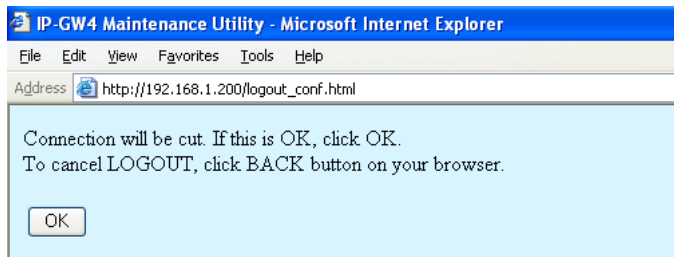 IP-GW4 Maintenance Utility - Microsoft Internet Explorer
File Edit View Favorites Tools Help
Address http://192.168.1.200/logout_conf.html
Connection will be cut. If this is OK, click OK.
To cancel LOGOUT, click BACK button on your browser.
OK